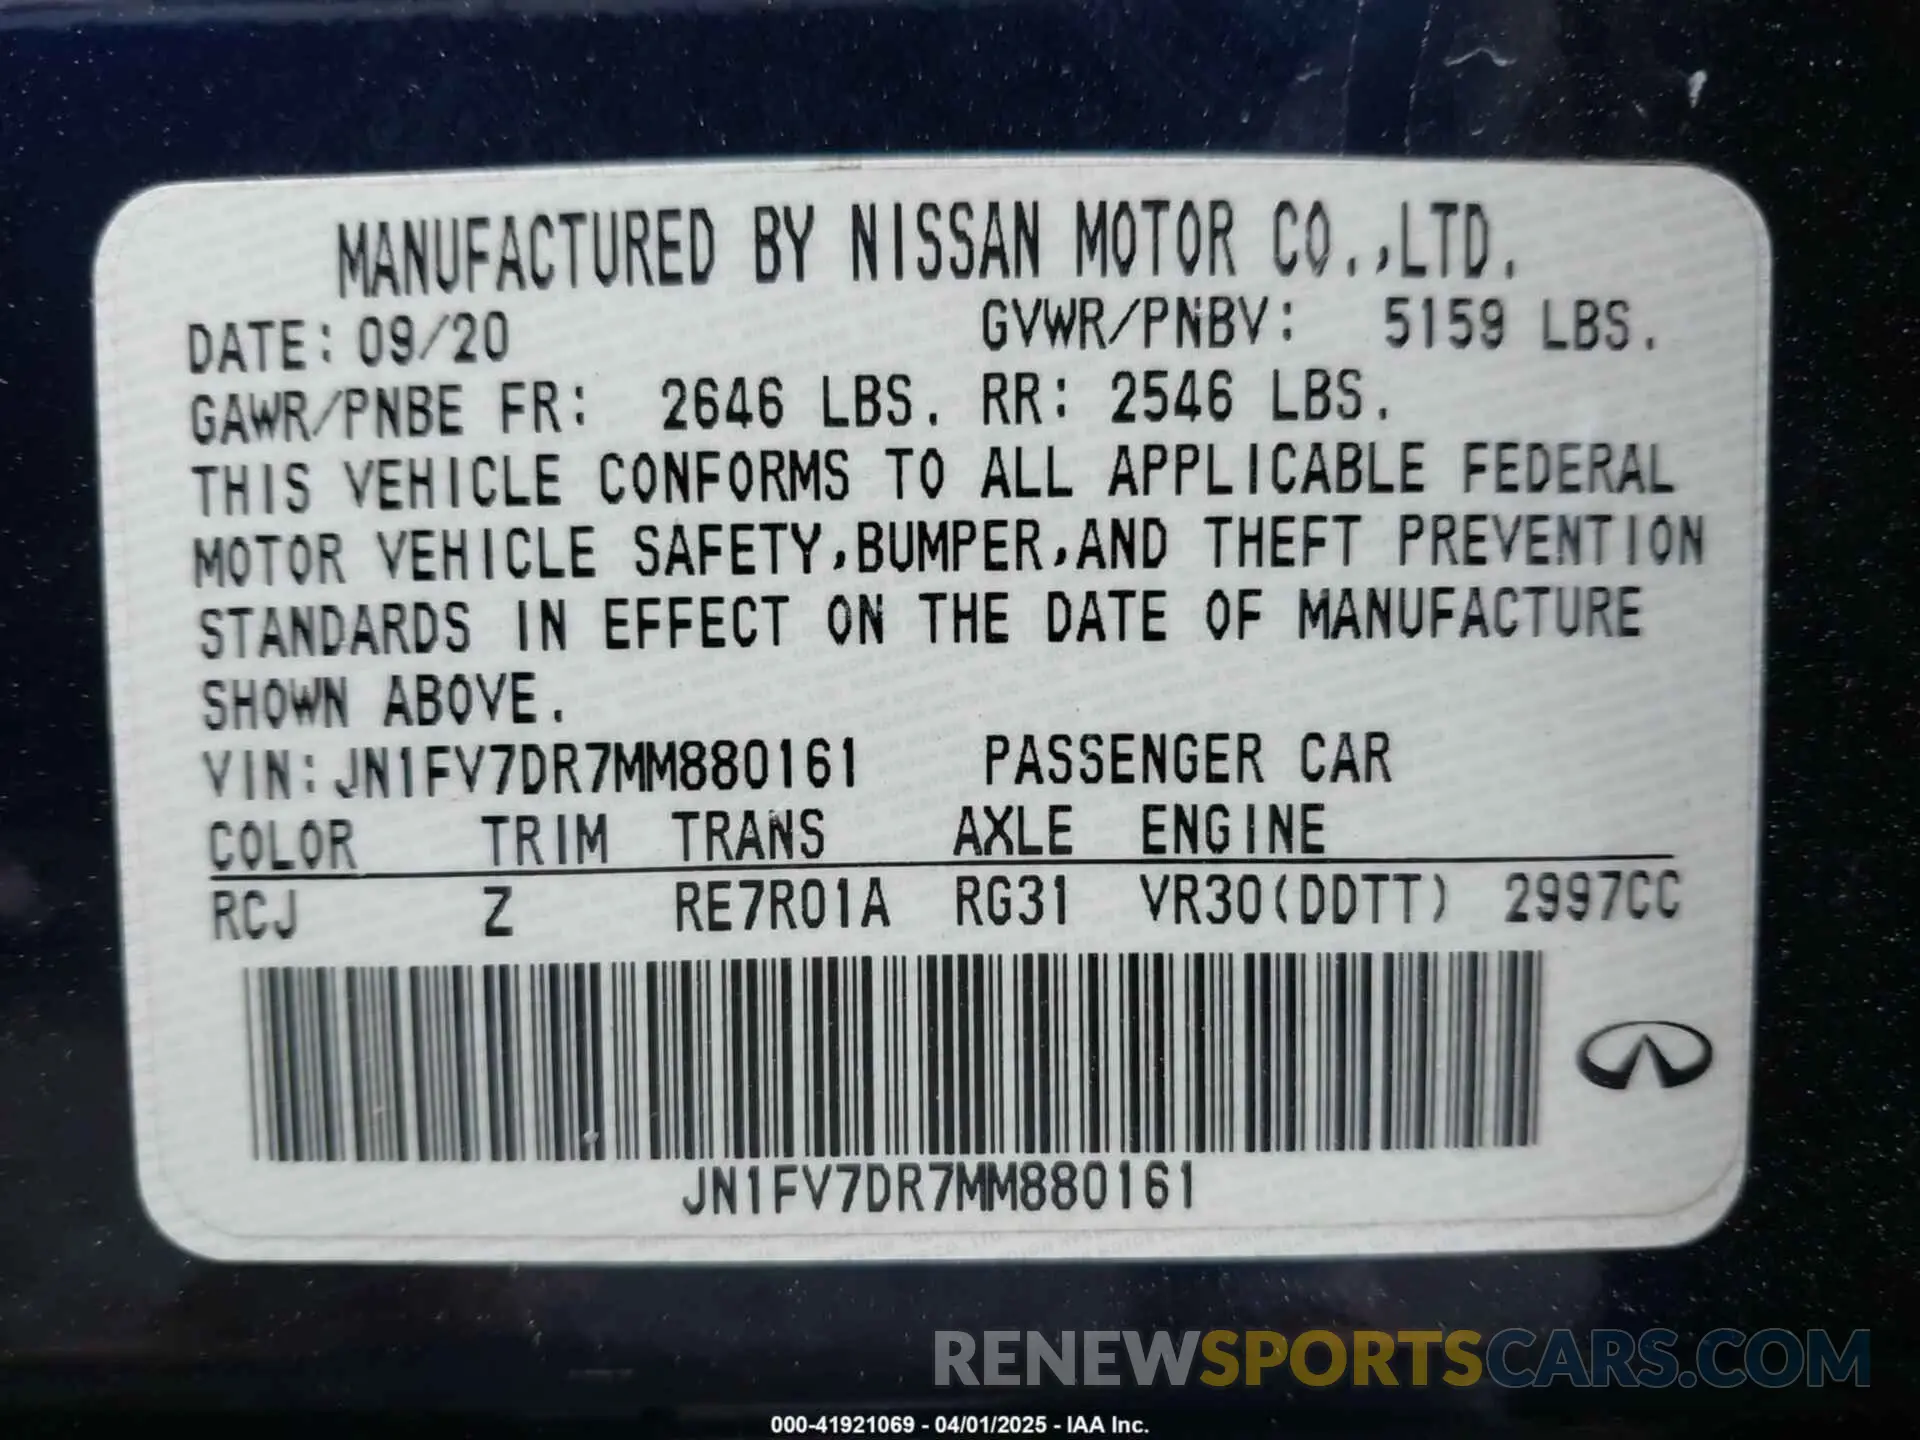 MANUFACTURED BY NISSAN MOTOR CO.,LTD.
DATE: 09/20 GVWR/PNBV: 5159 LBS.
GAWR/PNBE FR: 2646 LBS. RR: 2546 LBS.
THIS VEHICLE CONFORMS TO ALL APPLICABLE FEDERAL
MOTOR VEHICLE SAFETY,BUMPER,AND THEFT PREVENTION
STANDARDS IN EFFECT ON THE DATE OF MANUFACTURE
SHOWN ABOVE.
VIN:JN1FV7DR7MM880161 PASSENGER CAR
COLOR TRIM TRANS AXLE ENGINE
RCJ Z RE7R01A RG31 VR30(DDTT) 2997CC
JN1FV7DR7MM880161
RENEWSPORTSCARS.COM
000-41921069 - 04/01/2025 - IAA Inc.